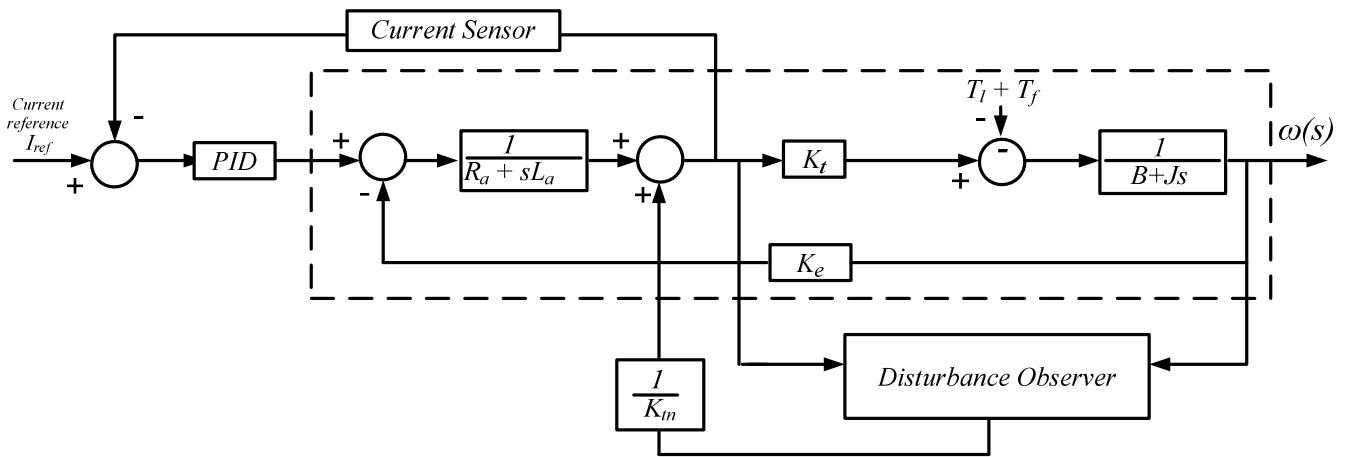 Current Sensor
Current
reference
I_ref
-
+
PID
+
-
1
R_a + sL_a
+
+
K_t
T_l + T_f
-
-
+
1
B+Js
ω(s)
K_e
1
K_tn
Disturbance Observer